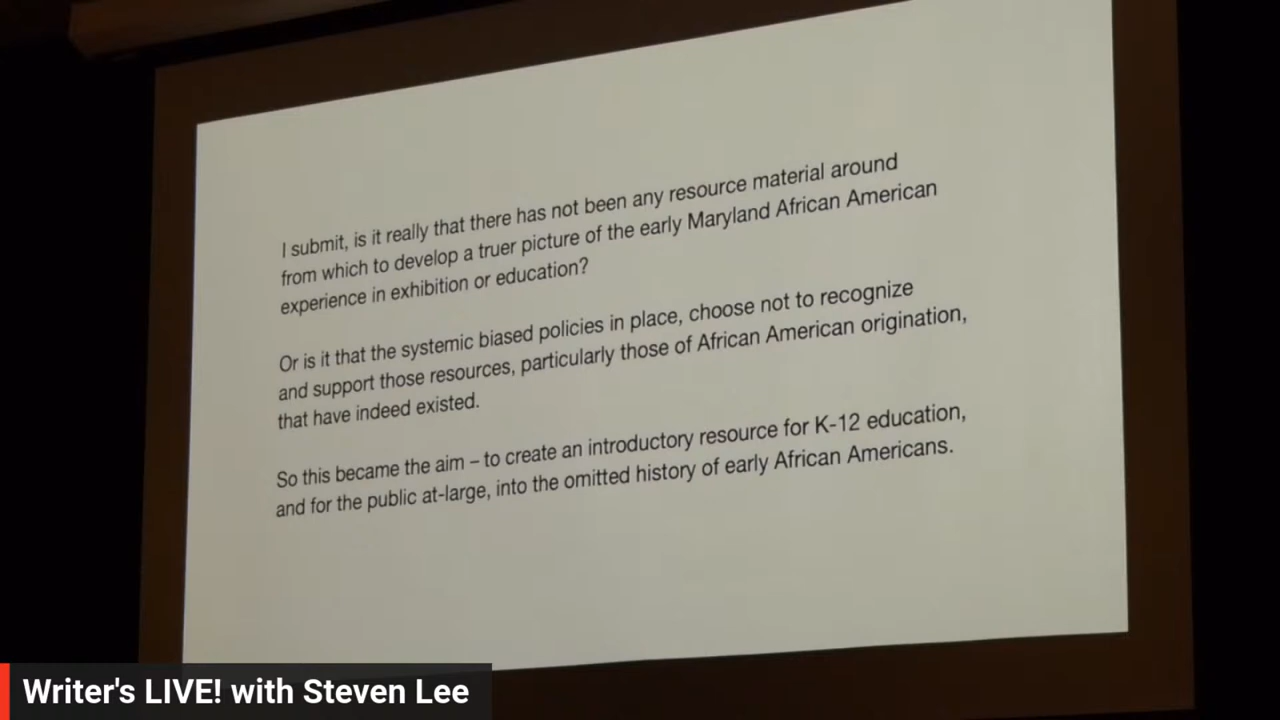 I submit, is it really that there has not been any resource material around
from which to develop a truer picture of the early Maryland African American
experience in exhibition or education?
Or is it that the systemic biased policies in place, choose not to recognize
and support those resources, particularly those of African American origination,
that have indeed existed.
So this became the aim – to create an introductory resource for K-12 education,
and for the public at-large, into the omitted history of early African Americans.
Writer's LIVE! with Steven Lee